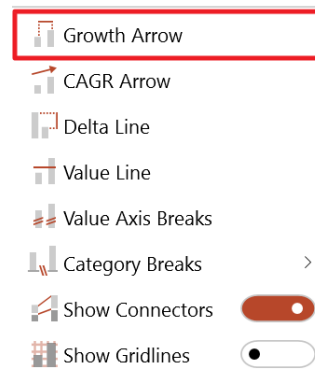 Growth Arrow
CAGR Arrow
Delta Line
Value Line
Value Axis Breaks
Category Breaks
Show Connectors
Show Gridlines